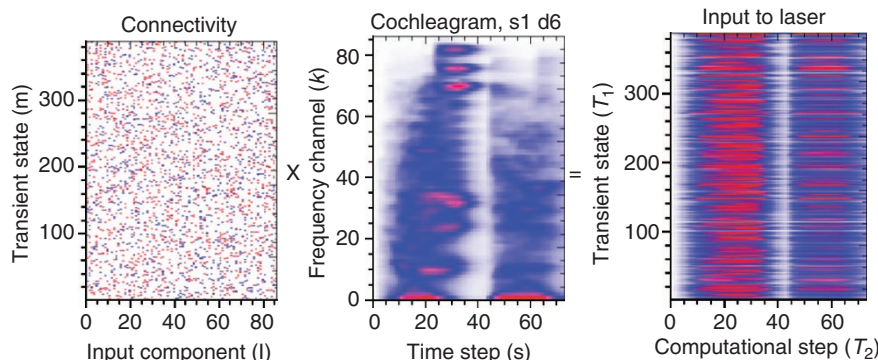 Connectivity
Transient state (m)
300
200
100
0 20 40 60 80
Input component (I)
X
Cochleagram, s1 d6
Frequency channel (k)
80
60
40
20
0
0 20 40 60
Time step (s)
=
Input to laser
Transient state (T1)
300
200
100
0 20 40 60
Computational step (T2)